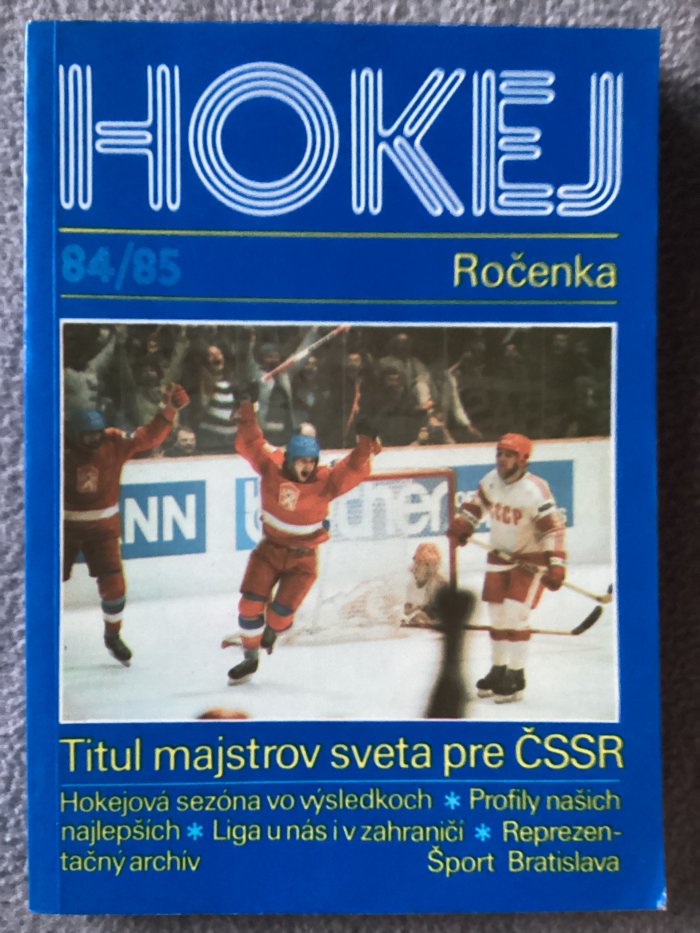 HOKEJ
84/85
Ročenka
NN
CCCP
Titul majstrov sveta pre ČSSR
Hokejová sezóna vo výsledkoch * Profily našich
najlepších * Liga u nás i v zahraničí * Reprezen-
tačný archív
Šport Bratislava